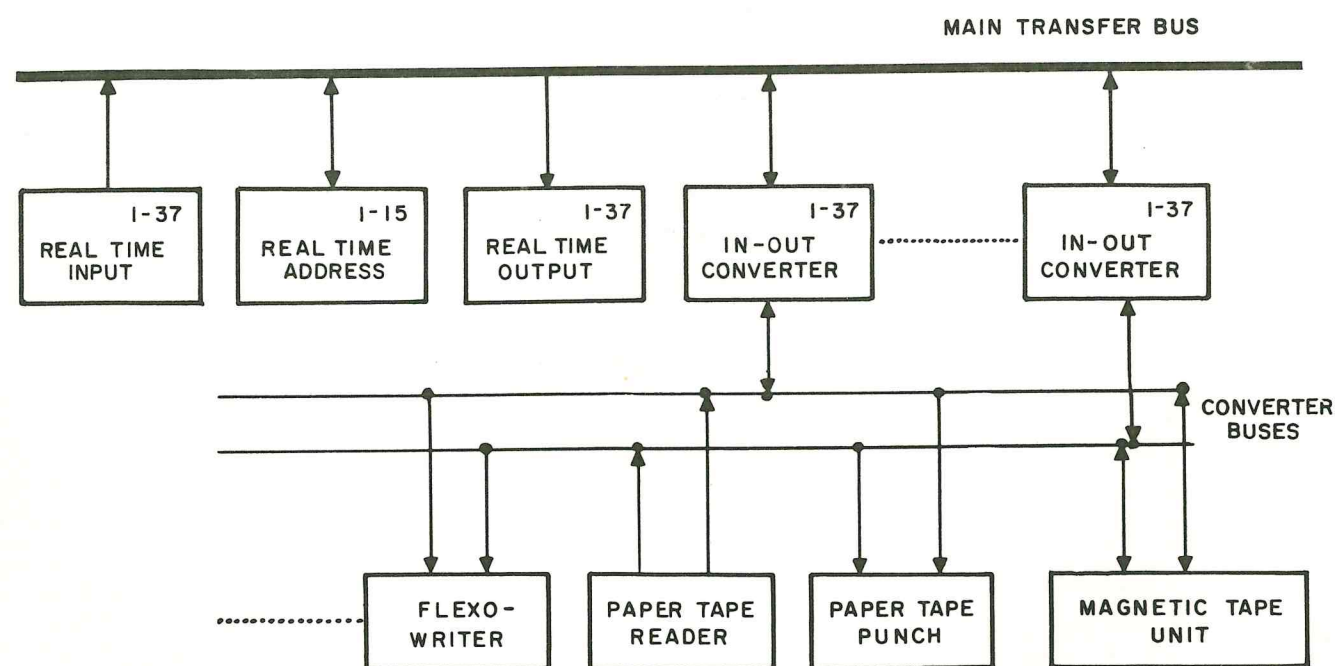 MAIN TRANSFER BUS
1-37
REAL TIME
INPUT
1-15
REAL TIME
ADDRESS
1-37
REAL TIME
OUTPUT
1-37
IN-OUT
CONVERTER
1-37
IN-OUT
CONVERTER
CONVERTER
BUSES
FLEXO-
WRITER
PAPER TAPE
READER
PAPER TAPE
PUNCH
MAGNETIC TAPE
UNIT